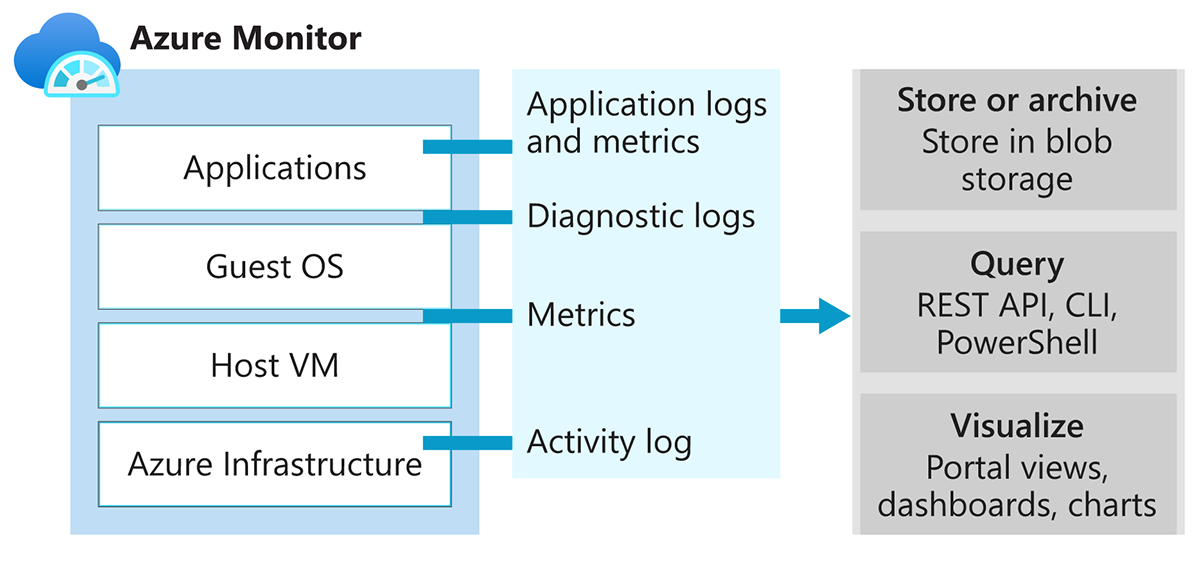 Azure Monitor
Applications
Guest OS
Host VM
Azure Infrastructure
Application logs
and metrics
Diagnostic logs
Metrics
Activity log
Store or archive
Store in blob
storage
Query
REST API, CLI,
PowerShell
Visualize
Portal views,
dashboards, charts